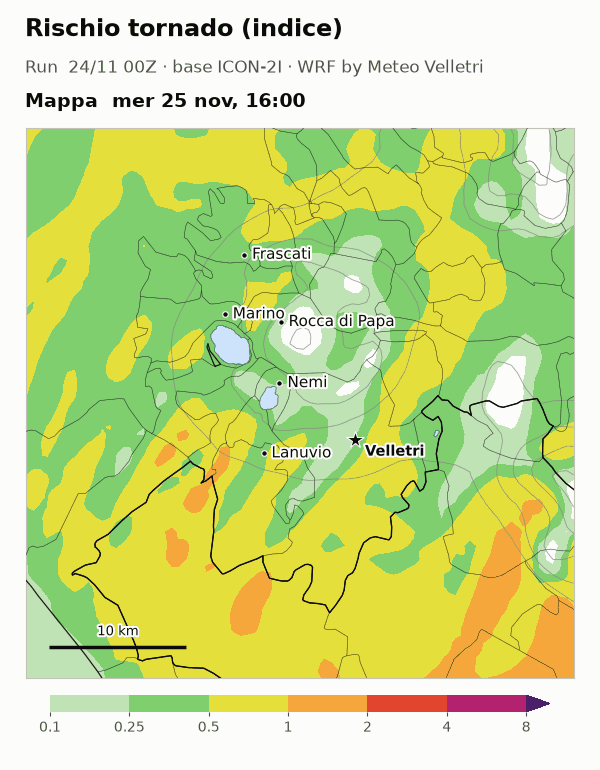 Rischio tornado (indice)
Run  24/11 00Z · base ICON-2I · WRF by Meteo Velletri
Mappa  mer 25 nov, 16:00
Frascati
Marino
Rocca di Papa
Nemi
Velletri
Lanuvio
10 km
0.1 0.25 0.5 1 2 4 8